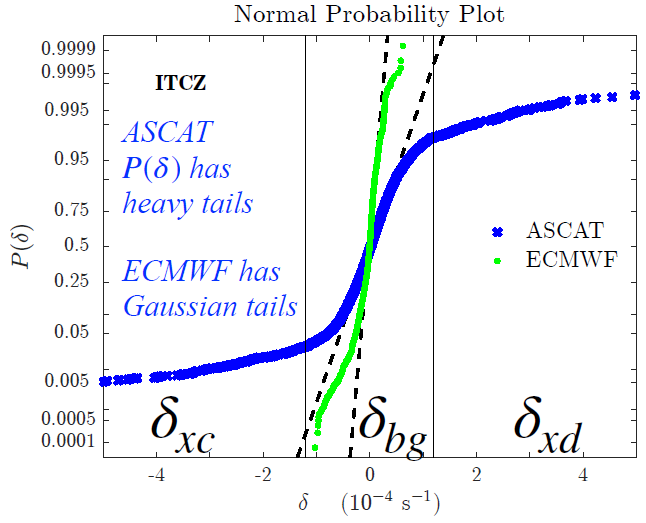 Normal Probability Plot
0.9999
0.9995
0.995
0.95
0.75
0.5
0.25
0.05
0.005
0.0005
0.0001
P(δ)
ITCZ
ASCAT
P(δ) has
heavy tails
ECMWF has
Gaussian tails
ASCAT
ECMWF
δxc
δbg
δxd
-4 -2 0 2 4
δ (10⁻⁴ s⁻¹)